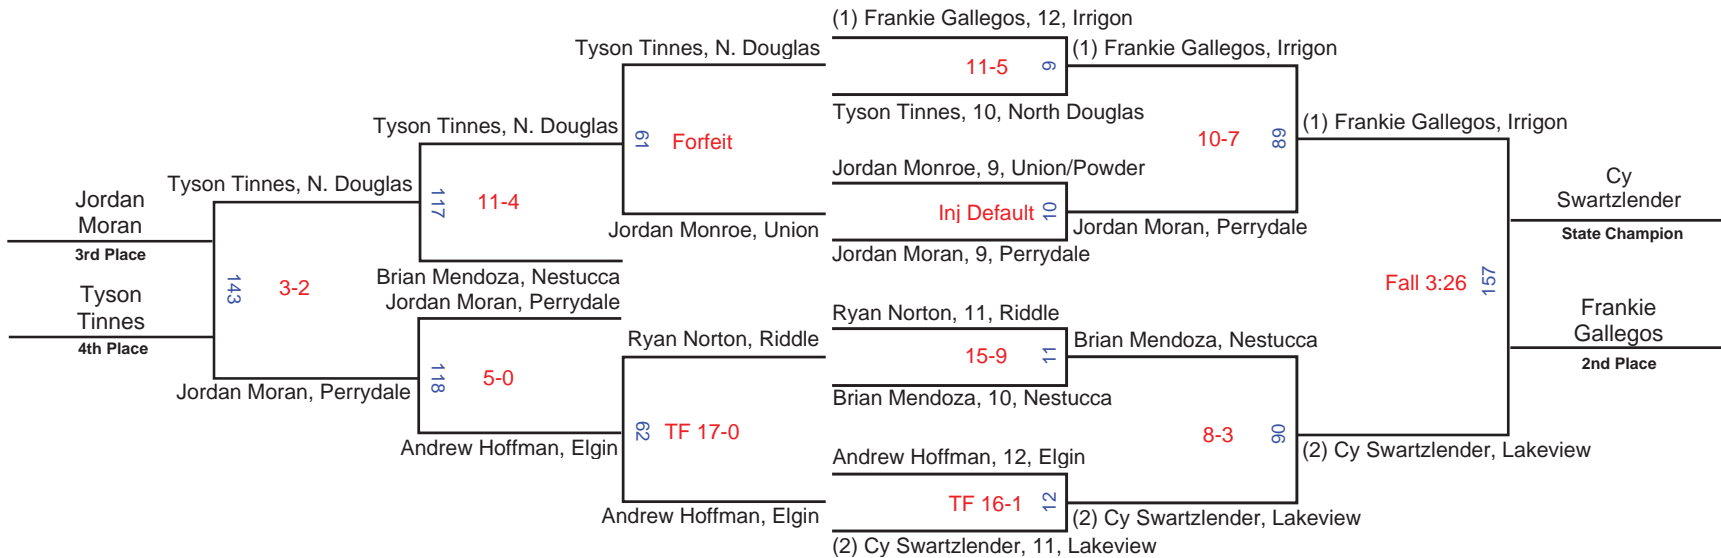 (1) Frankie Gallegos, 12, Irrigon
Tyson Tinnes, N. Douglas
11-5
9
(1) Frankie Gallegos, Irrigon
Tyson Tinnes, 10, North Douglas
Tyson Tinnes, N. Douglas
61
Forfeit
10-7
89
(1) Frankie Gallegos, Irrigon
Jordan Monroe, 9, Union/Powder
Tyson Tinnes, N. Douglas
117
11-4
Inj Default
10
Jordan Monroe, Union
Jordan Moran, Perrydale
Jordan Moran, 9, Perrydale
Jordan
Moran
3rd Place
Cy
Swartzlender
State Champion
Brian Mendoza, Nestucca
Jordan Moran, Perrydale
143
3-2
Fall 3:26
157
Tyson
Tinnes
4th Place
Frankie
Gallegos
2nd Place
Ryan Norton, 11, Riddle
Ryan Norton, Riddle
15-9
11
Brian Mendoza, Nestucca
Brian Mendoza, 10, Nestucca
Jordan Moran, Perrydale
118
5-0
Andrew Hoffman, Elgin
62
TF 17-0
8-3
90
(2) Cy Swartzlender, Lakeview
Andrew Hoffman, 12, Elgin
TF 16-1
12
Andrew Hoffman, Elgin
(2) Cy Swartzlender, Lakeview
(2) Cy Swartzlender, 11, Lakeview